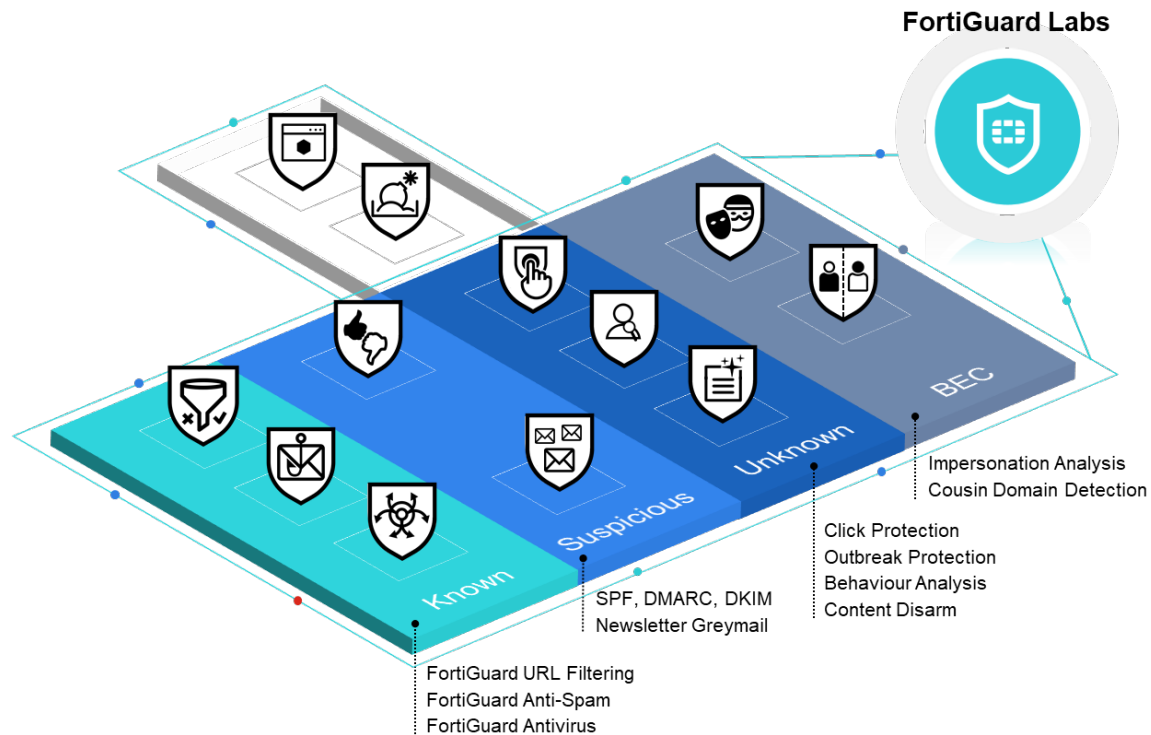 FortiGuard Labs
BEC
Unknown
Suspicious
Known
Impersonation Analysis
Cousin Domain Detection
Click Protection
Outbreak Protection
Behaviour Analysis
Content Disarm
SPF, DMARC, DKIM
Newsletter Greymail
FortiGuard URL Filtering
FortiGuard Anti-Spam
FortiGuard Antivirus